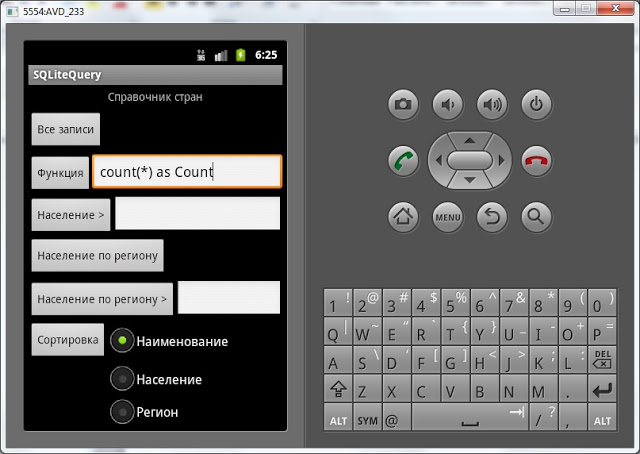 5554:AVD_233
3G 6:25
SQLiteQuery
Справочник стран
Все записи
Функция count(*) as Count
Население >
Население по региону
Население по региону >
Сортировка Наименование
Население
Регион
MENU
1 ! 2 @ 3 # 4 $ 5 % 6 ^ 7 & 8 * 9 ( 0 )
Q | W ~ E " R ` T { Y } U _ I - O + P =
A S \ D ' F [ G ] H < J > K ; L : DEL
Z X C V B N M .
ALT SYM @ / ? , ALT